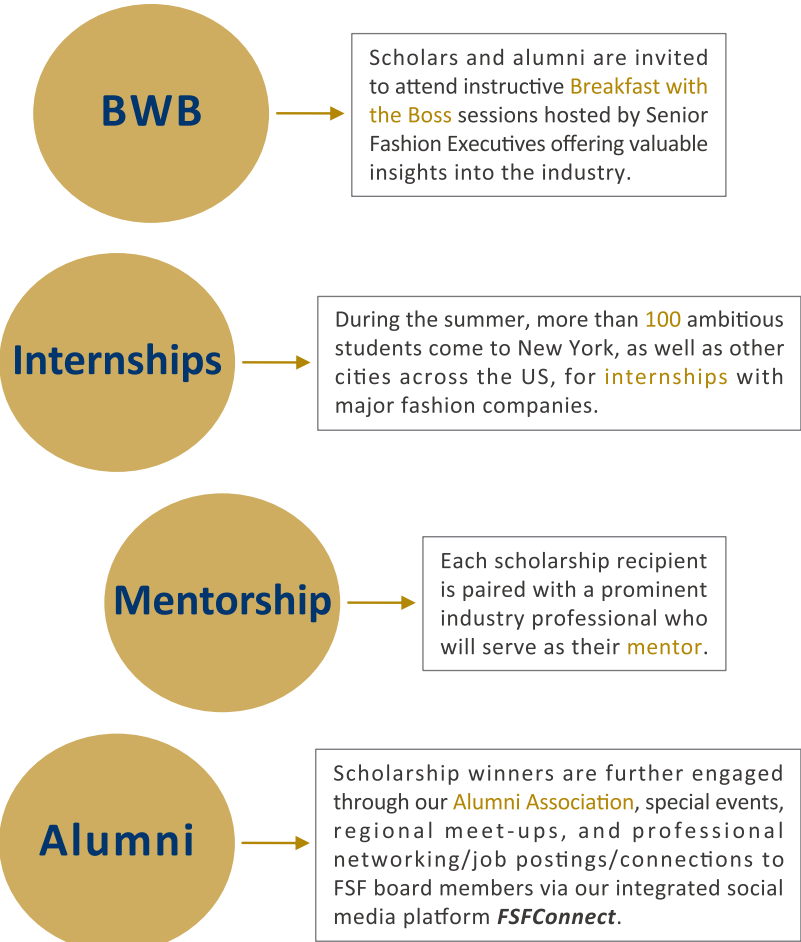 BWB
Scholars and alumni are invited
to attend instructive Breakfast with
the Boss sessions hosted by Senior
Fashion Executives offering valuable
insights into the industry.
Internships
During the summer, more than 100 ambitious
students come to New York, as well as other
cities across the US, for internships with
major fashion companies.
Mentorship
Each scholarship recipient
is paired with a prominent
industry professional who
will serve as their mentor.
Alumni
Scholarship winners are further engaged
through our Alumni Association, special events,
regional meet-ups, and professional
networking/job postings/connections to
FSF board members via our integrated social
media platform FSFConnect.